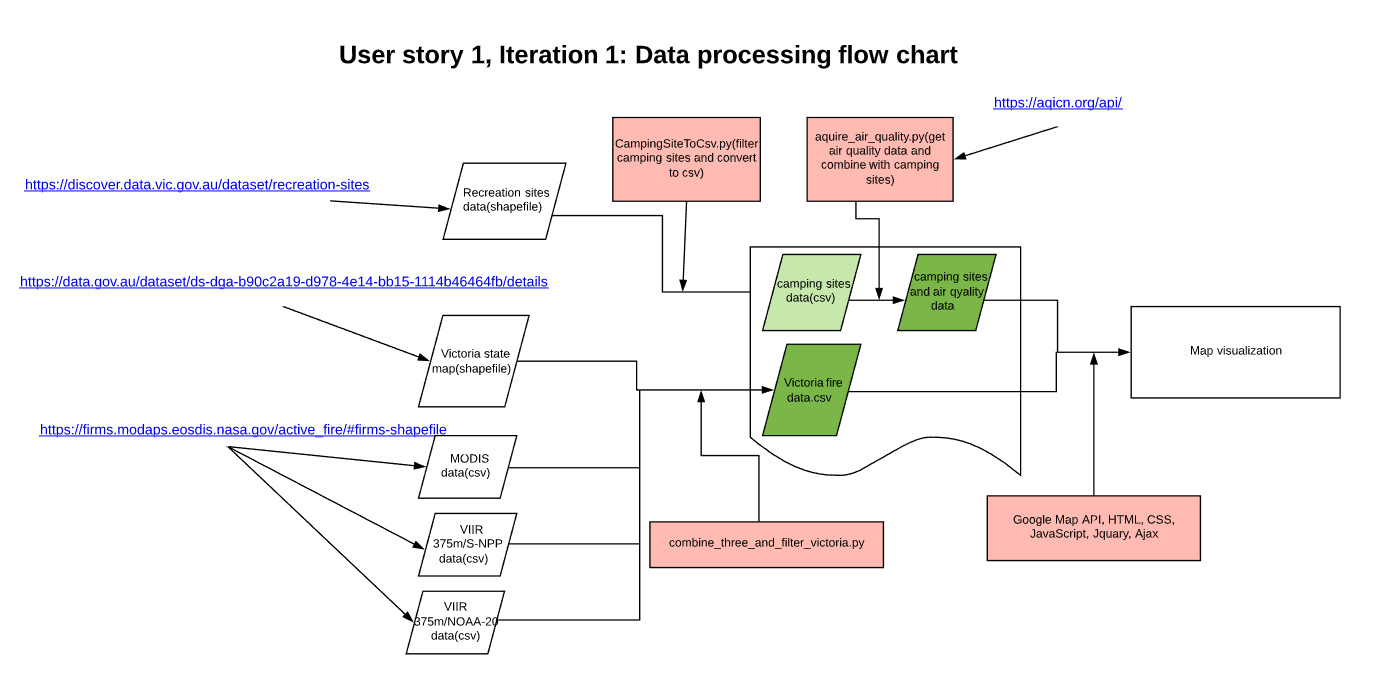 User story 1, Iteration 1: Data processing flow chart
https://aqicn.org/api/
CampingSiteToCsv.py(filter
camping sites and convert
to csv)
aquire_air_quality.py(get
air quality data and
combine with camping
sites)
https://discover.data.vic.gov.au/dataset/recreation-sites
Recreation sites
data(shapefile)
https://data.gov.au/dataset/ds-dga-b90c2a19-d978-4e14-bb15-1114b46464fb/details
camping sites
data(csv)
camping sites
and air qyality
data
Victoria state
map(shapefile)
Map visualization
Victoria fire
data.csv
https://firms.modaps.eosdis.nasa.gov/active_fire/#firms-shapefile
MODIS
data(csv)
VIIR
375m/S-NPP
data(csv)
combine_three_and_filter_victoria.py
Google Map API, HTML, CSS,
JavaScript, Jquary, Ajax
VIIR
375m/NOAA-20
data(csv)